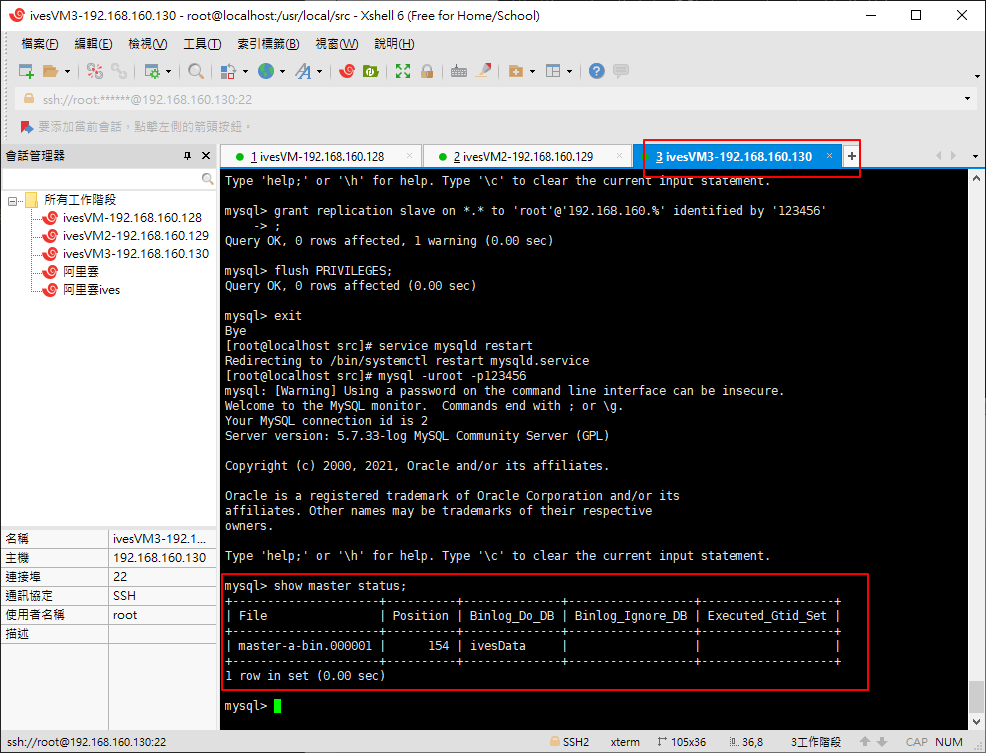 ivesVM3-192.168.160.130 - root@localhost:/usr/local/src - Xshell 6 (Free for Home/School)
檔案(F) 編輯(E) 檢視(V) 工具(T) 索引標籤(B) 視窗(W) 說明(H)
ssh://root:******@192.168.160.130:22
要添加當前會話，點擊左側的箭頭按鈕。
會話管理器
1 ivesVM-192.168.160.128
2 ivesVM2-192.168.160.129
3 ivesVM3-192.168.160.130
所有工作階段
ivesVM-192.168.160.128
ivesVM2-192.168.160.129
ivesVM3-192.168.160.130
阿里雲
阿里雲ives
名稱 ivesVM3-192.1...
主機 192.168.160.130
連接埠 22
通訊協定 SSH
使用者名稱 root
描述
Type 'help;' or '\h' for help. Type '\c' to clear the current input statement.
mysql> grant replication slave on *.* to 'root'@'192.168.160.%' identified by '123456'
    -> ;
Query OK, 0 rows affected, 1 warning (0.00 sec)
mysql> flush PRIVILEGES;
Query OK, 0 rows affected (0.00 sec)
mysql> exit
Bye
[root@localhost src]# service mysqld restart
Redirecting to /bin/systemctl restart mysqld.service
[root@localhost src]# mysql -uroot -p123456
mysql: [Warning] Using a password on the command line interface can be insecure.
Welcome to the MySQL monitor.  Commands end with ; or \g.
Your MySQL connection id is 2
Server version: 5.7.33-log MySQL Community Server (GPL)
Copyright (c) 2000, 2021, Oracle and/or its affiliates.
Oracle is a registered trademark of Oracle Corporation and/or its
affiliates. Other names may be trademarks of their respective
owners.
Type 'help;' or '\h' for help. Type '\c' to clear the current input statement.
mysql> show master status;
+---------------------+----------+--------------+------------------+-------------------+
| File                | Position | Binlog_Do_DB | Binlog_Ignore_DB | Executed_Gtid_Set |
+---------------------+----------+--------------+------------------+-------------------+
| master-a-bin.000001 |      154 | ivesData     |                  |                   |
+---------------------+----------+--------------+------------------+-------------------+
1 row in set (0.00 sec)
mysql>
ssh://root@192.168.160.130:22 SSH2 xterm 105x36 36,8 3工作階段 CAP NUM